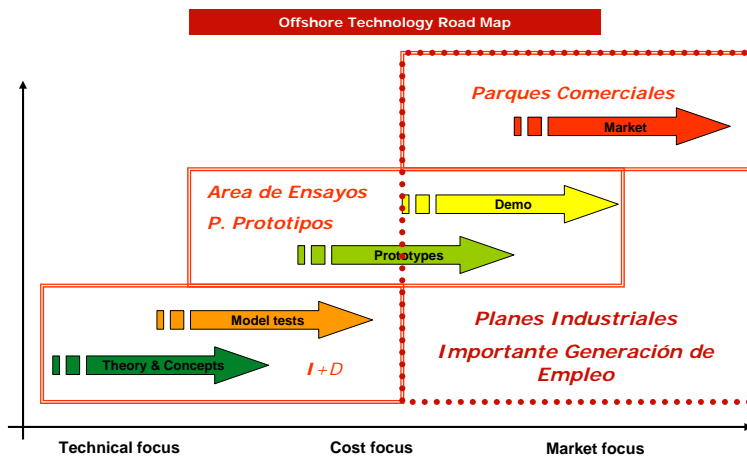 Offshore Technology Road Map
Parques Comerciales
Market
Area de Ensayos
P. Prototipos
Demo
Prototypes
Model tests
Theory & Concepts
I+D
Planes Industriales
Importante Generación de
Empleo
Technical focus
Cost focus
Market focus